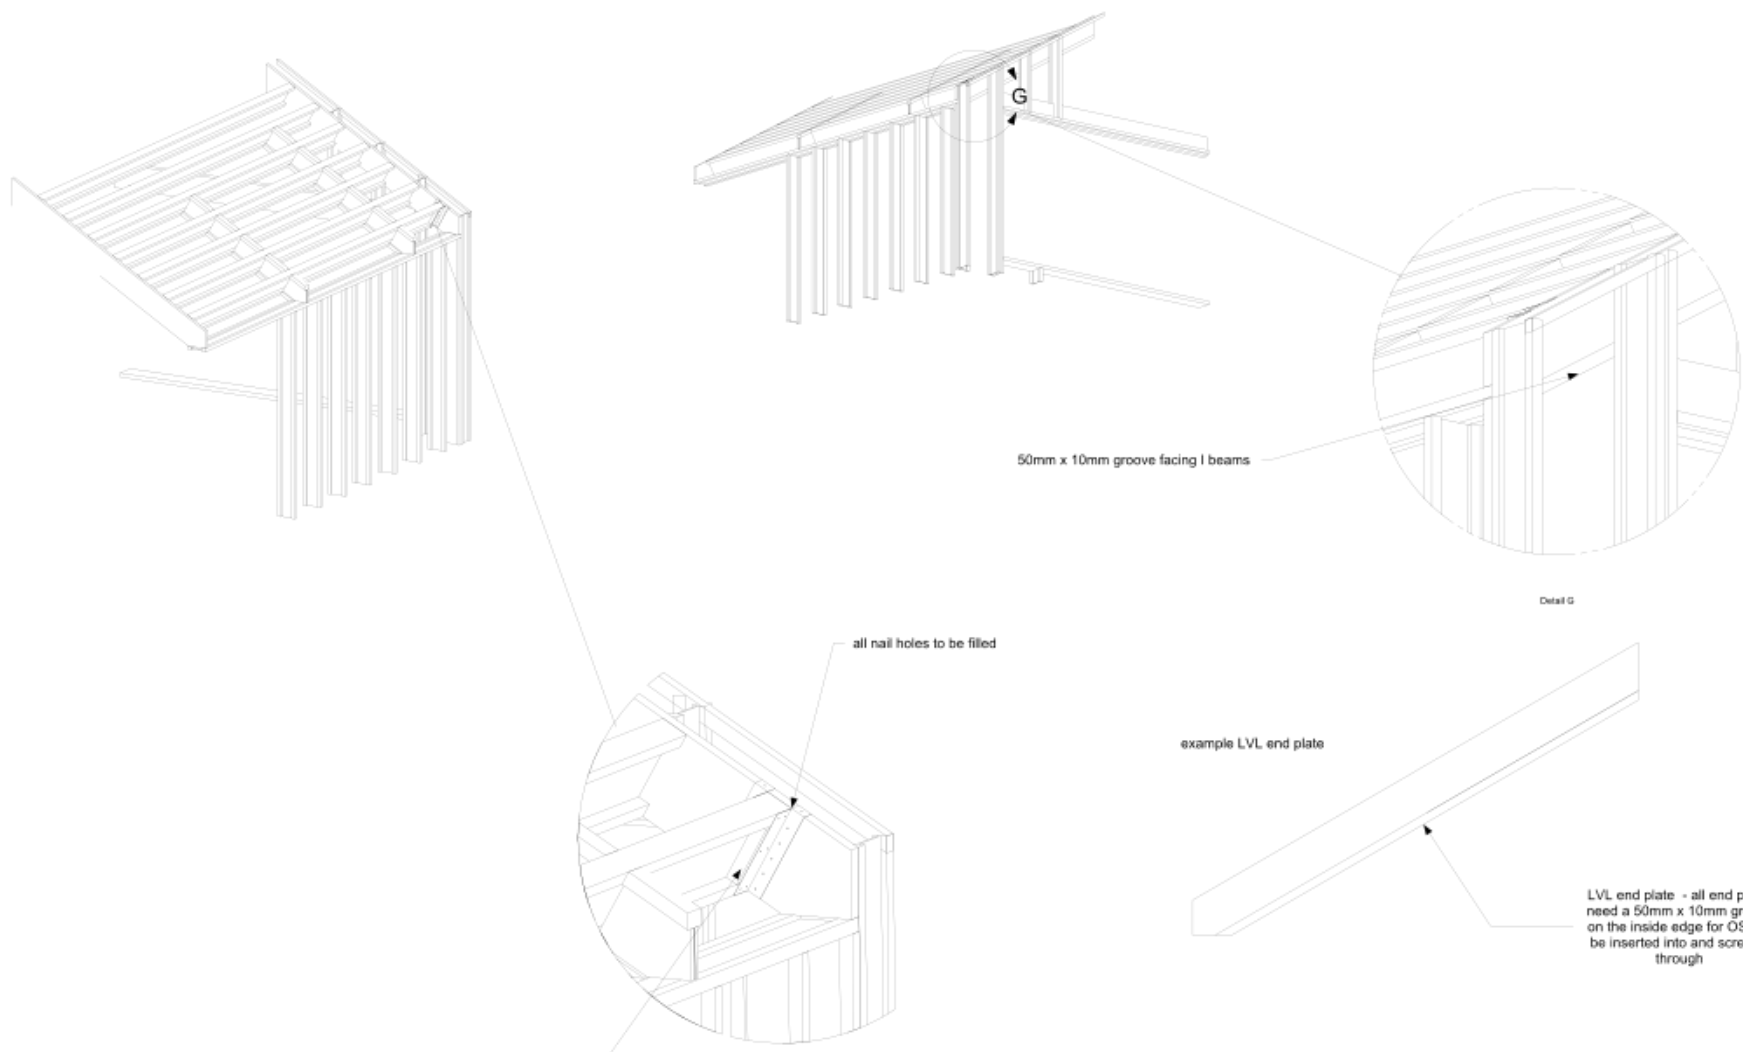 G
50mm x 10mm groove facing I beams
Detail G
all nail holes to be filled
example LVL end plate
LVL end plate - all end p
need a 50mm x 10mm gr
on the inside edge for OS
be inserted into and scre
through